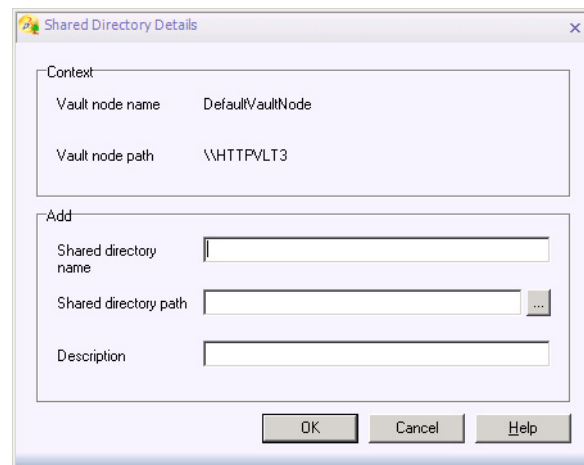 Shared Directory Details
Context
Vault node name DefaultVaultNode
Vault node path \\HTTPVLT3
Add
Shared directory
name
Shared directory path ...
Description
OK Cancel Help